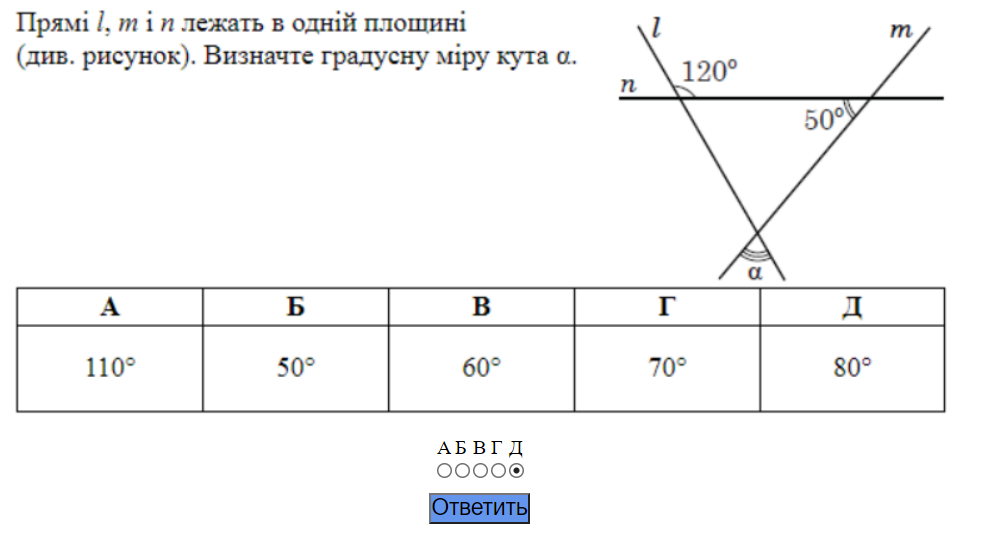 Прямі l, m і n лежать в одній площині
(див. рисунок). Визначте градусну міру кута α.
l
m
n
120°
50°
α
А Б В Г Д
110° 50° 60° 70° 80°
А Б В Г Д
Ответить